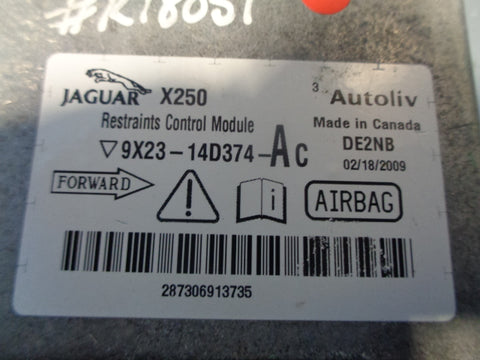 #RT8051
JAGUAR X250
3 Autoliv
Restraints Control Module
Made in Canada
▽9X23-14D374-Ac
DE2NB
02/18/2009
FORWARD
! i AIRBAG
287306913735